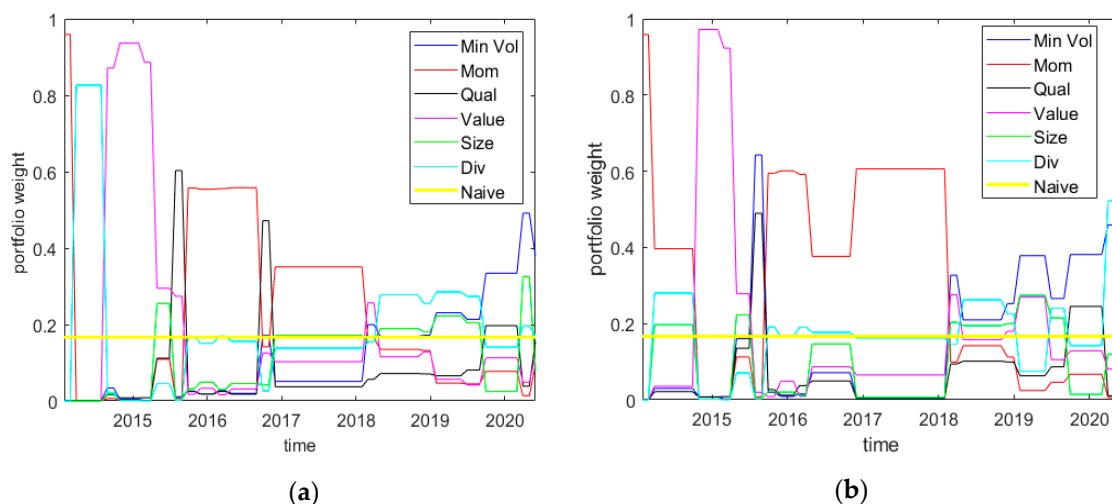 1
0.8
0.6
0.4
0.2
0
portfolio weight
2015 2016 2017 2018 2019 2020
time
Min Vol
Mom
Qual
Value
Size
Div
Naive
(a)
1
0.8
0.6
0.4
0.2
0
portfolio weight
2015 2016 2017 2018 2019 2020
time
Min Vol
Mom
Qual
Value
Size
Div
Naive
(b)